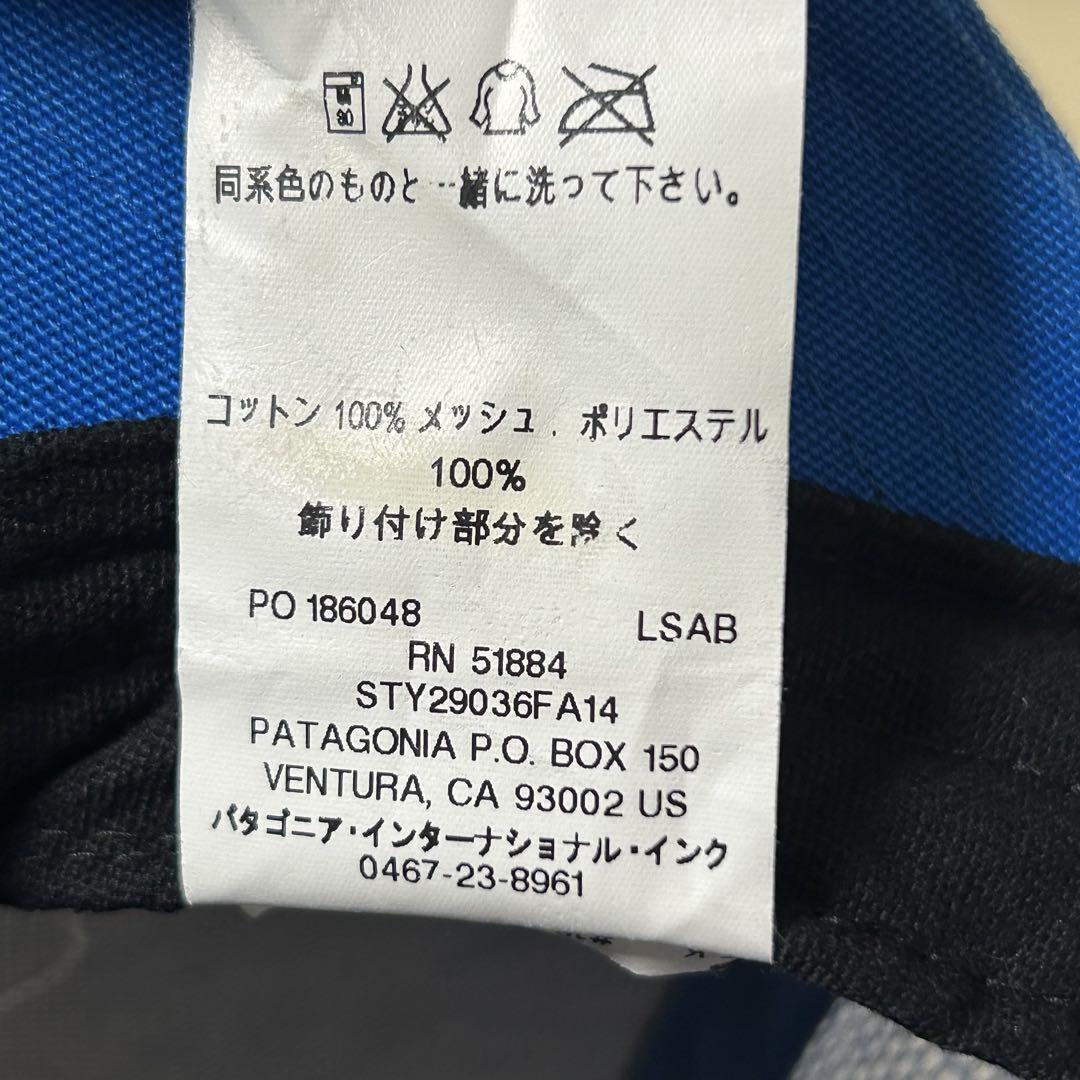 30
同系色のものと一緒に洗って下さい。
コットン 100% メッシュ . ポリエステル
100%
飾り付け部分を除く
PO 186048 LSAB
RN 51884
STY29036FA14
PATAGONIA P.O. BOX 150
VENTURA, CA 93002 US
パタゴニア・インターナショナル・インク
0467-23-8961